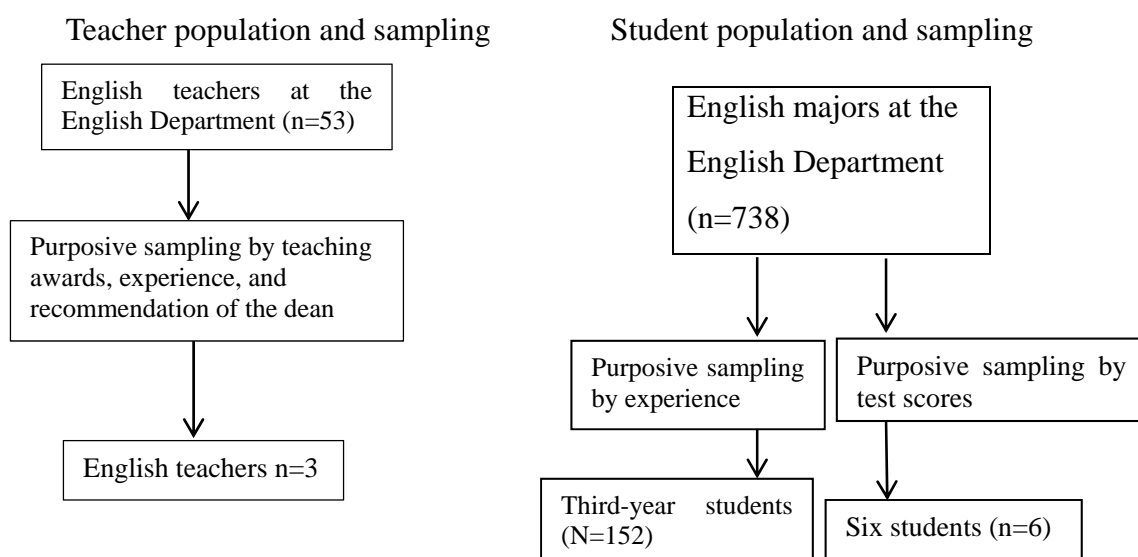 Teacher population and sampling
English teachers at the
English Department (n=53)
Purposive sampling by teaching
awards, experience, and
recommendation of the dean
English teachers n=3
Student population and sampling
English majors at the
English Department
(n=738)
Purposive sampling
by experience
Purposive sampling by
test scores
Third-year students
(N=152)
Six students (n=6)